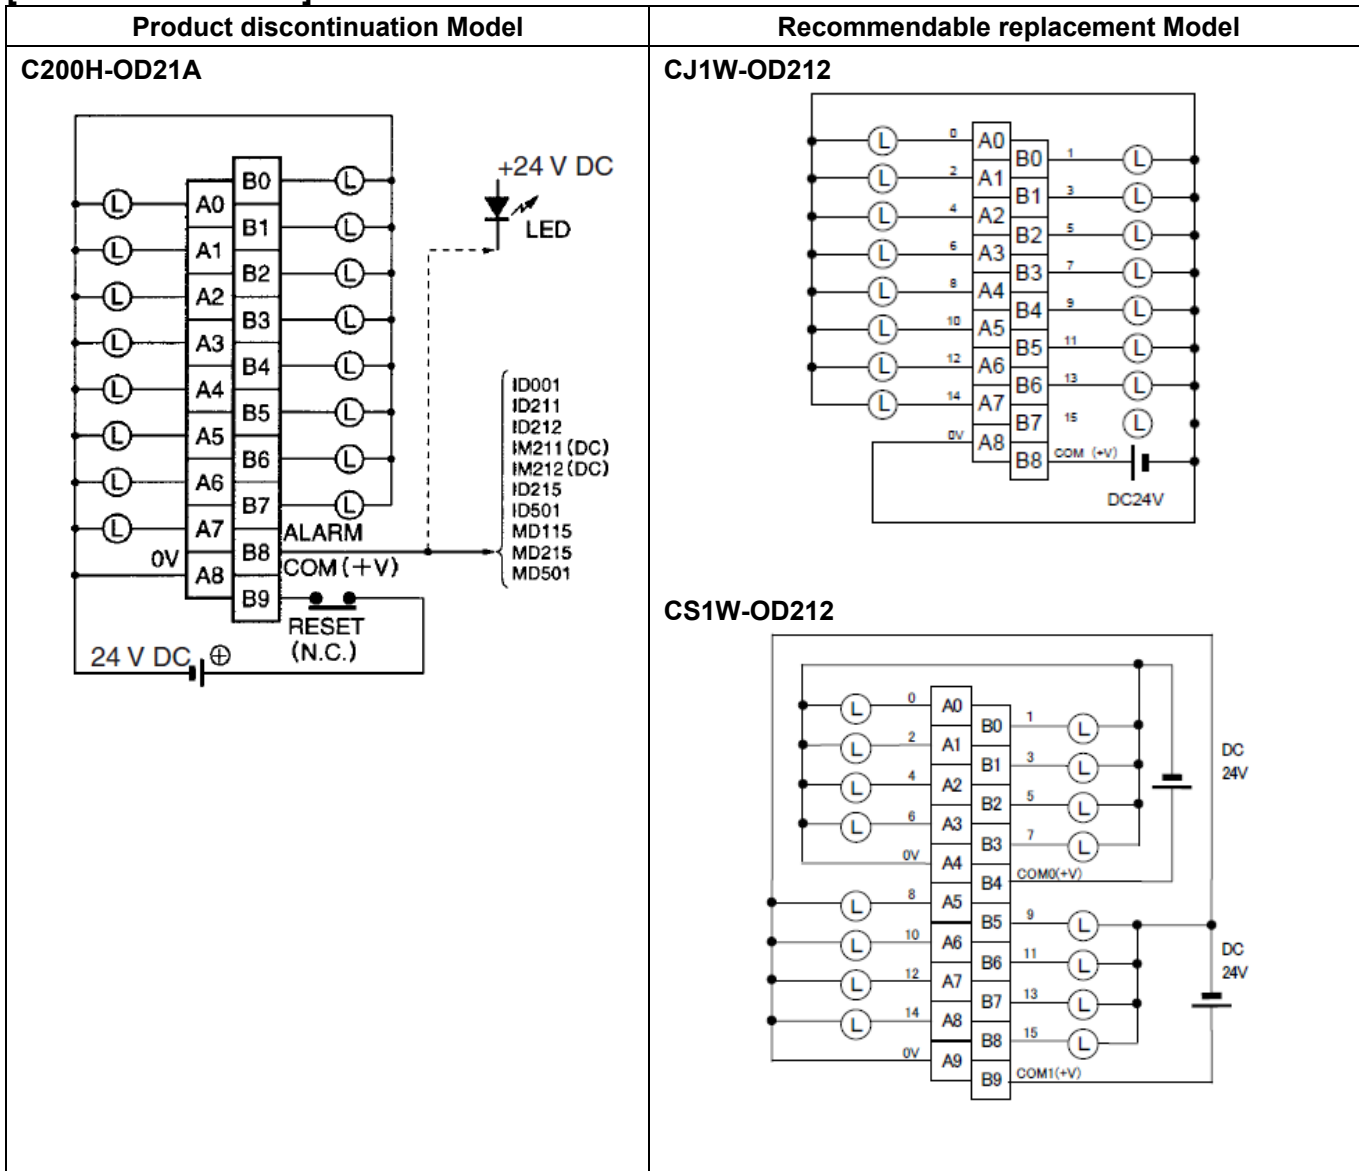 Product discontinuation Model
Recommendable replacement Model
C200H-OD21A
+24 V DC
LED
B0
L
L
A0
B1
L
L
A1
B2
L
L
A2
B3
L
L
A3
B4
L
L
A4
B5
L
L
A5
B6
L
L
A6
B7
L
L
A7
ALARM
0V
B8
A8
COM (+V)
B9
RESET
(N.C.)
24 V DC
⊕
ID001
ID211
ID212
IM211 (DC)
IM212 (DC)
ID215
ID501
MD115
MD215
MD501
CJ1W-OD212
L 0 A0
B0 1 L
L 2 A1
B1 3 L
L 4 A2
B2 5 L
L 6 A3
B3 7 L
L 8 A4
B4 9 L
L 10 A5
B5 11 L
L 12 A6
B6 13 L
L 14 A7
B7 15 L
0V A8
B8 COM (+V)
DC24V
CS1W-OD212
L 0 A0
B0 1 L
L 2 A1
B1 3 L
L 4 A2
B2 5 L
L 6 A3
B3 7 L
0V A4
B4 COM0(+V)
DC
24V
L 8 A5
B5 9 L
L 10 A6
B6 11 L
L 12 A7
B7 13 L
L 14 A8
B8 15 L
0V A9
B9 COM1(+V)
DC
24V